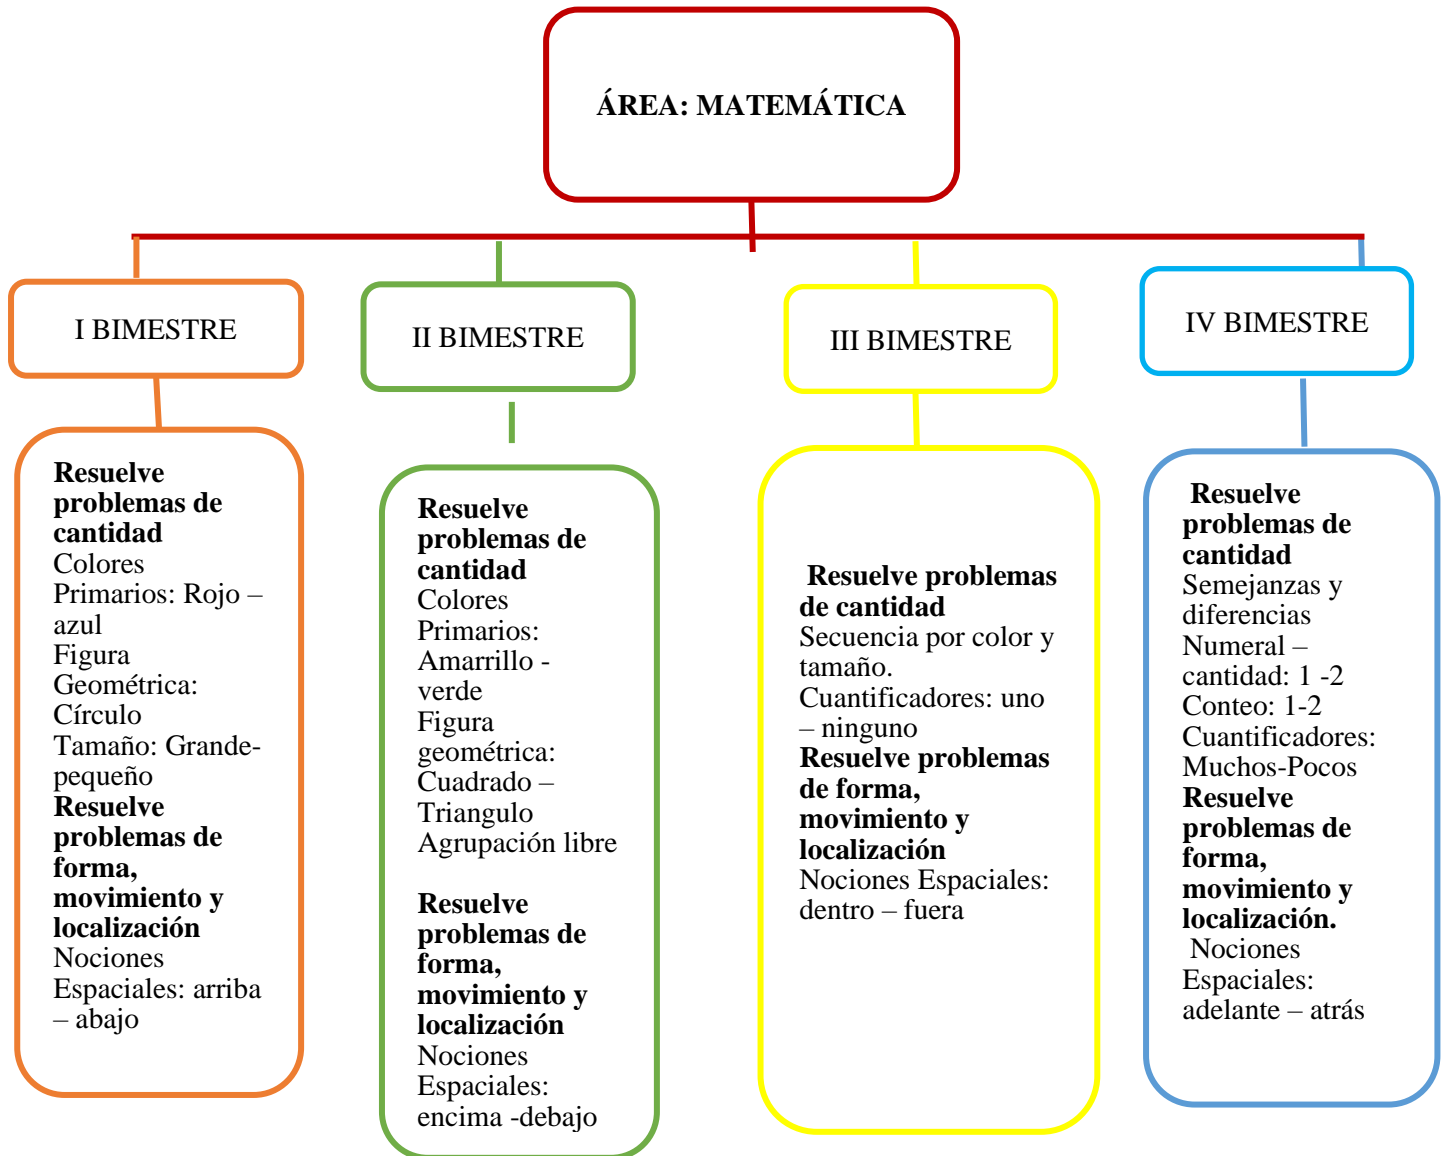 ÁREA: MATEMÁTICA
I BIMESTRE
Resuelve
problemas de
cantidad
Colores
Primarios: Rojo –
azul
Figura
Geométrica:
Círculo
Tamaño: Grande-
pequeño
Resuelve
problemas de
forma,
movimiento y
localización
Nociones
Espaciales: arriba
– abajo
II BIMESTRE
Resuelve
problemas de
cantidad
Colores
Primarios:
Amarrillo -
verde
Figura
geométrica:
Cuadrado –
Triangulo
Agrupación libre
Resuelve
problemas de
forma,
movimiento y
localización
Nociones
Espaciales:
encima -debajo
III BIMESTRE
Resuelve problemas
de cantidad
Secuencia por color y
tamaño.
Cuantificadores: uno
– ninguno
Resuelve problemas
de forma,
movimiento y
localización
Nociones Espaciales:
dentro – fuera
IV BIMESTRE
Resuelve
problemas de
cantidad
Semejanzas y
diferencias
Numeral –
cantidad: 1 -2
Conteo: 1-2
Cuantificadores:
Muchos-Pocos
Resuelve
problemas de
forma,
movimiento y
localización.
Nociones
Espaciales:
adelante – atrás